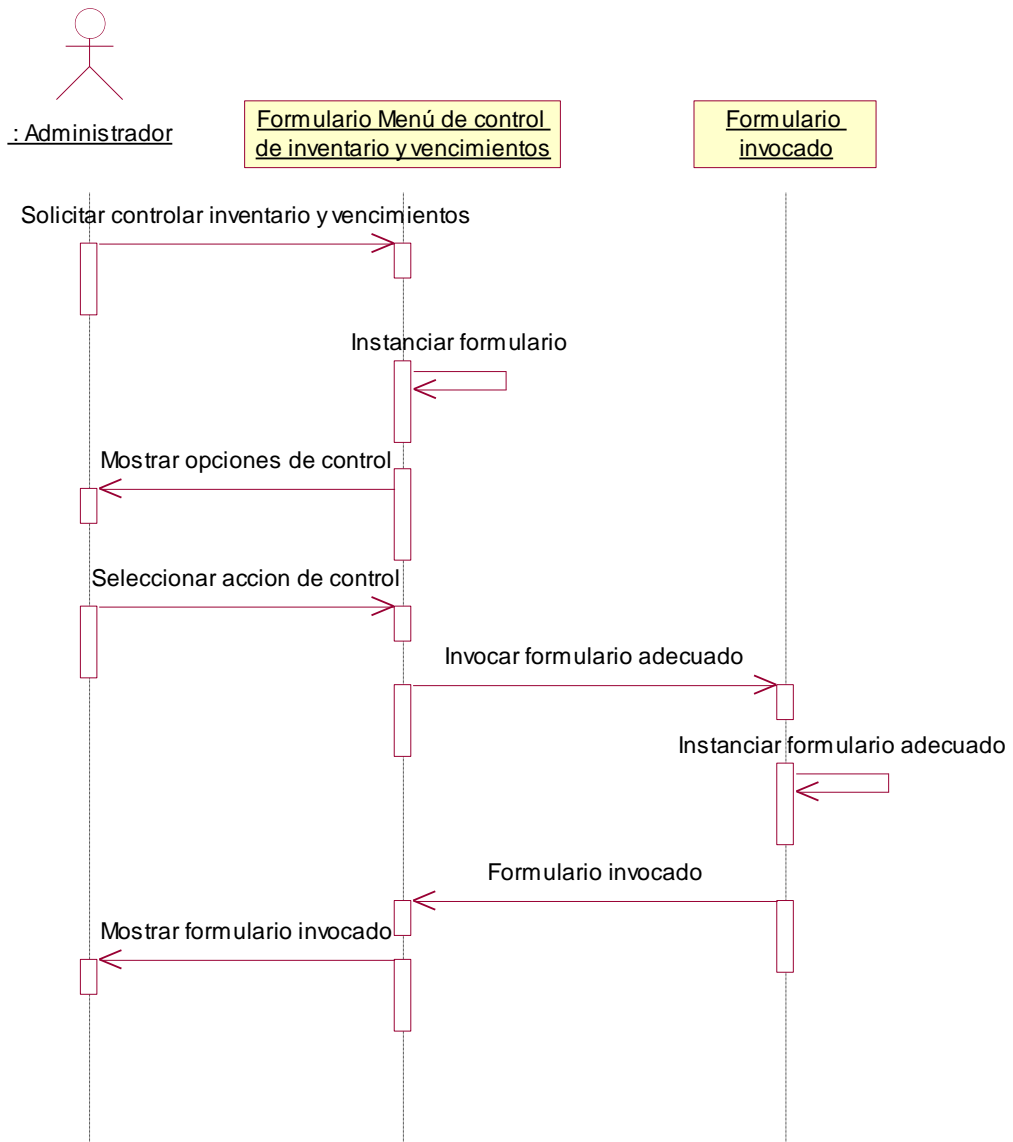 : Administrador
Formulario Menú de control
de inventario y vencimientos
Formulario
invocado
Solicitar controlar inventario y vencimientos
Instanciar formulario
Mostrar opciones de control
Seleccionar accion de control
Invocar formulario adecuado
Instanciar formulario adecuado
Formulario invocado
Mostrar formulario invocado